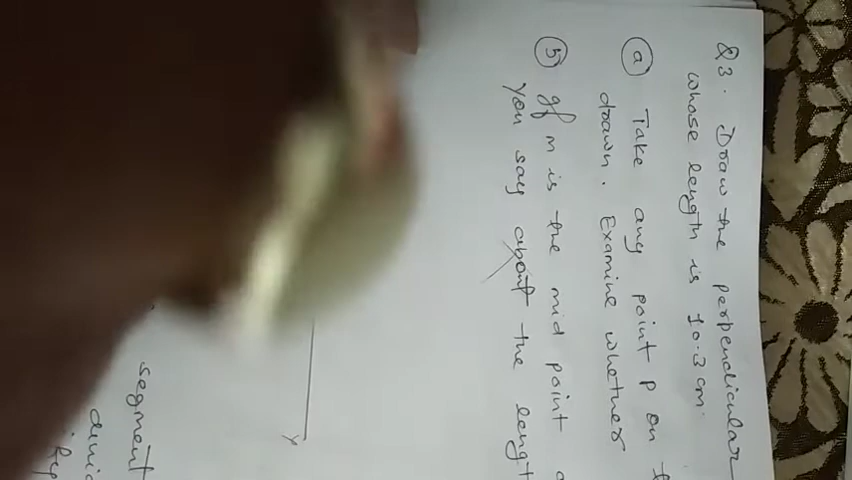 Q3. Draw the perpendicular
whose length is 10.3 cm.
(a) Take any point P on
drawn. Examine whether
(b) If m is the mid point
You say about the lengt
Y
segment